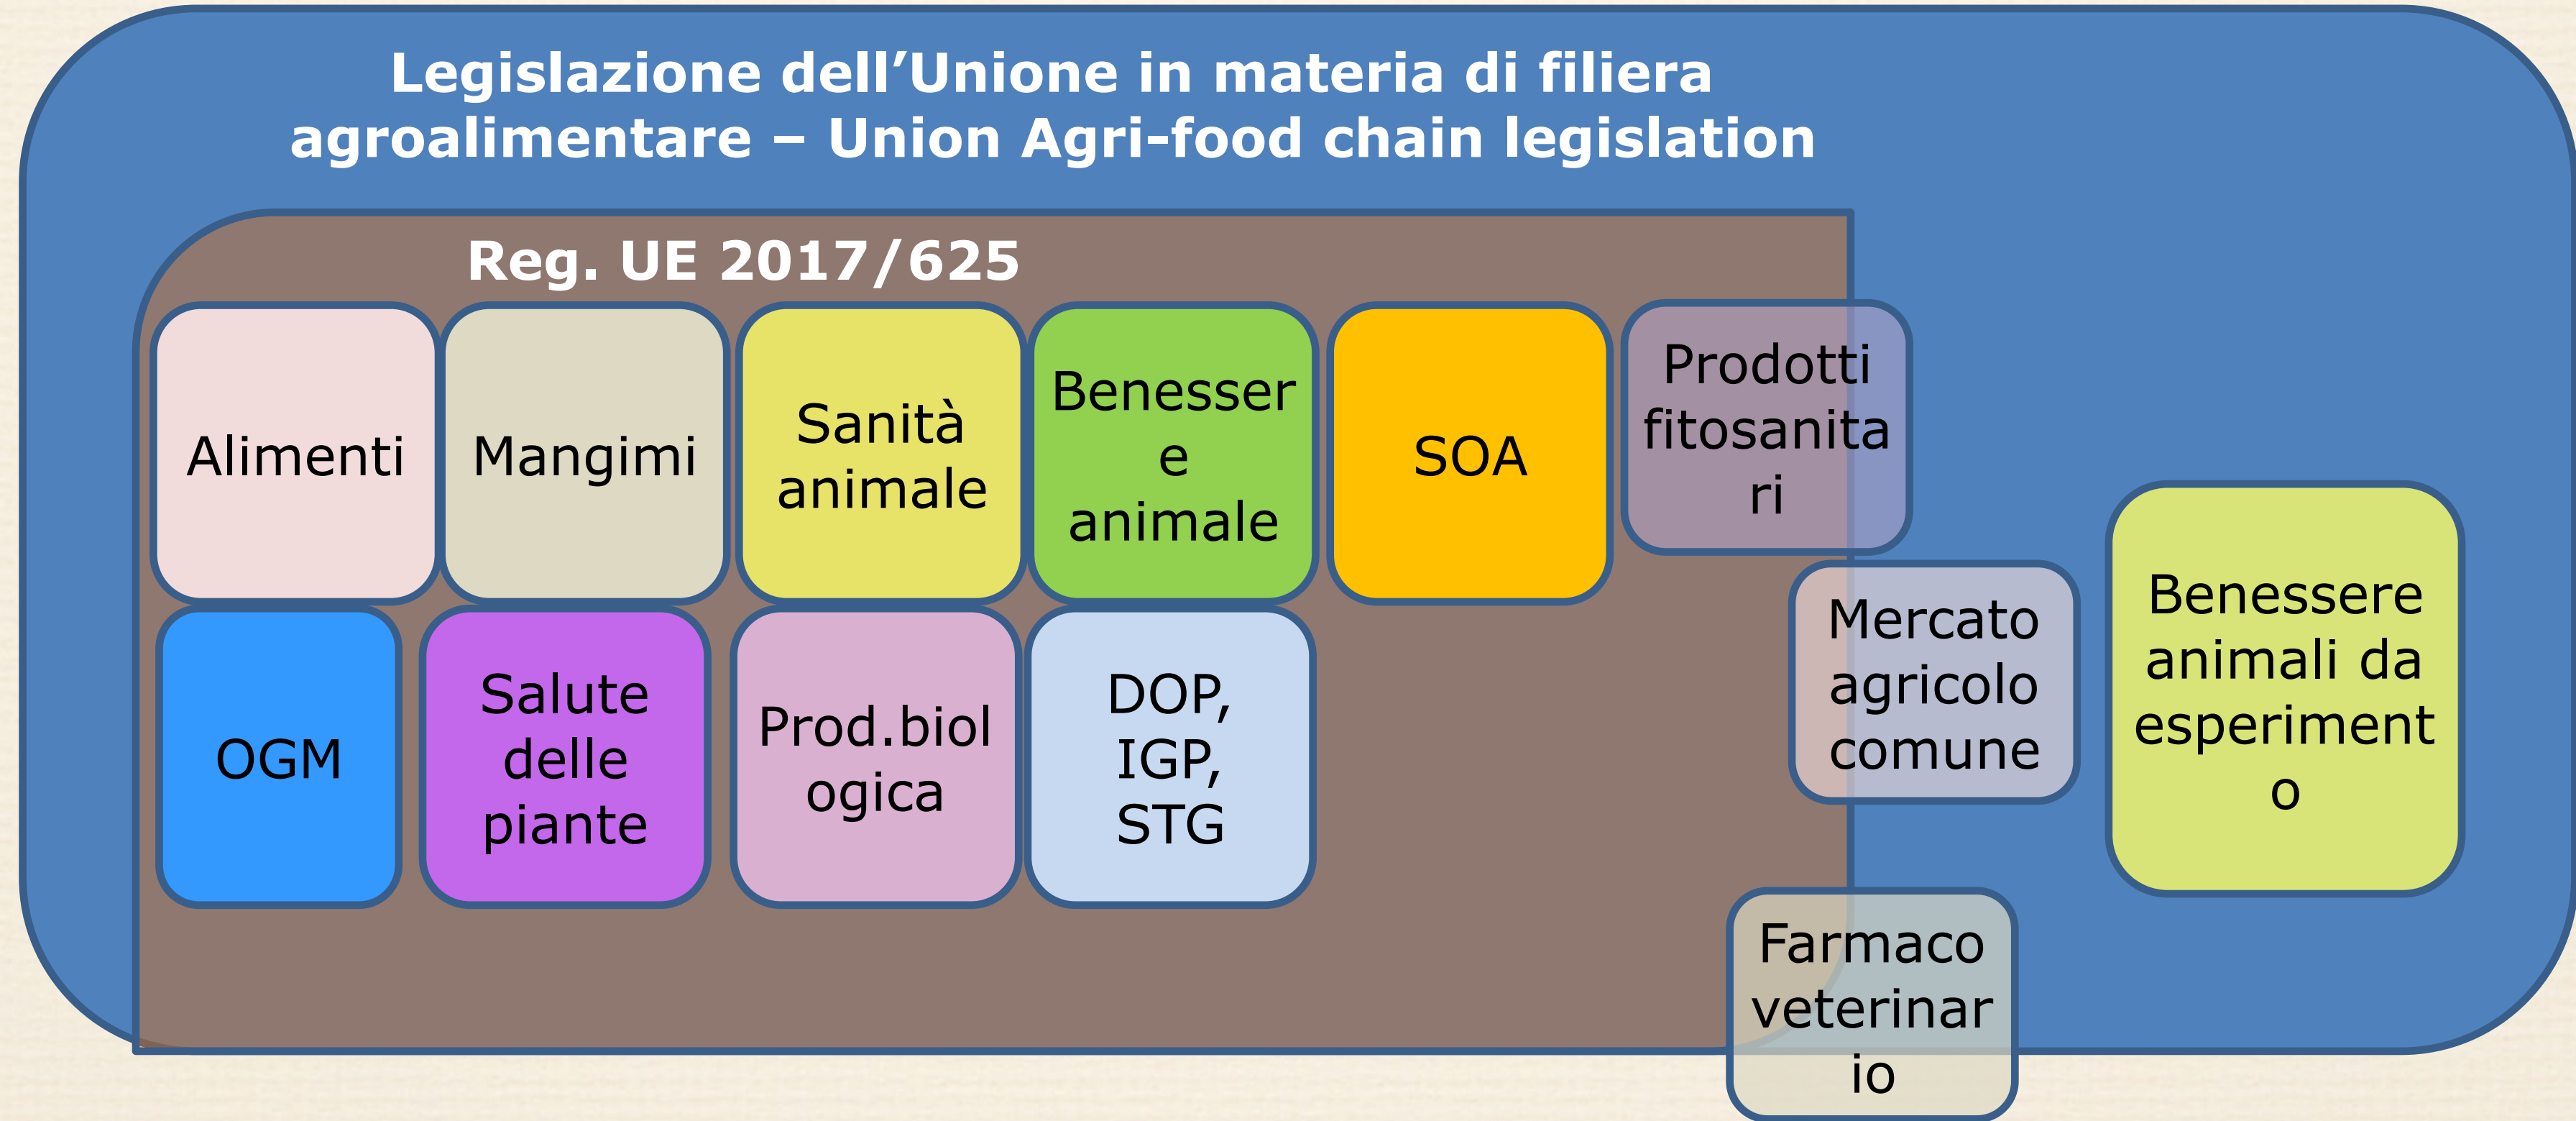 Legislazione dell’Unione in materia di filiera
agroalimentare – Union Agri-food chain legislation
Reg. UE 2017/625
Alimenti
Mangimi
Sanità
animale
Benesser
e
animale
SOA
Prodotti
fitosanita
ri
OGM
Salute
delle
piante
Prod.biol
ogica
DOP,
IGP,
STG
Mercato
agricolo
comune
Benessere
animali da
esperiment
o
Farmaco
veterinar
io